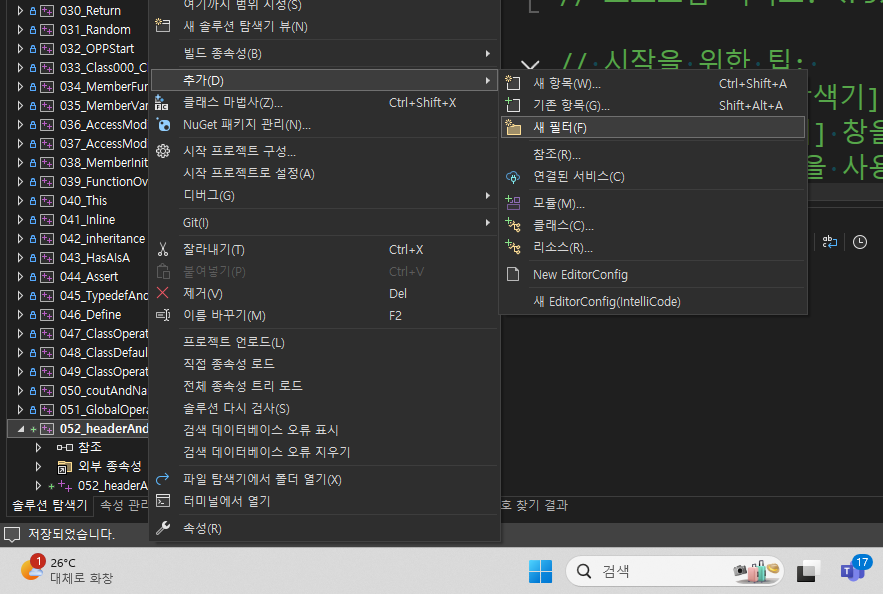 030_Return
031_Random
032_OPPStart
033_Class000_C
034_MemberFur
035_MemberVar
036_AccessMod
037_AccessMod
038_MemberInit
039_FunctionOv
040_This
041_Inline
042_inheritance
043_HasAIsA
044_Assert
045_TypedefAnd
046_Define
047_ClassOperat
048_ClassDefaul
049_ClassOperat
050_coutAndNa
051_GlobalOpera
052_headerAnd
참조
외부 종속성
052_headerA
솔루션 탐색기
속성 관리
저장되었습니다.
여기까지 범위 지정(S)
새 솔루션 탐색기 뷰(N)
빌드 종속성(B)
추가(D)
클래스 마법사(Z)... Ctrl+Shift+X
NuGet 패키지 관리(N)...
시작 프로젝트 구성...
시작 프로젝트로 설정(A)
디버그(G)
Git(I)
잘라내기(T) Ctrl+X
붙여넣기(P) Ctrl+V
제거(V) Del
이름 바꾸기(M) F2
프로젝트 언로드(L)
직접 종속성 로드
전체 종속성 트리 로드
솔루션 다시 검사(S)
검색 데이터베이스 오류 표시
검색 데이터베이스 오류 지우기
파일 탐색기에서 폴더 열기(X)
터미널에서 열기
속성(R)
// 시작을 위한 팁:
색기]
] 창을
을 사용
새 항목(W)... Ctrl+Shift+A
기존 항목(G)... Shift+Alt+A
새 필터(F)
참조(R)...
연결된 서비스(C)
모듈(M)...
클래스(C)...
리소스(R)...
New EditorConfig
새 EditorConfig(IntelliCode)
호 찾기 결과
1
26°C
대체로 화창
검색
17